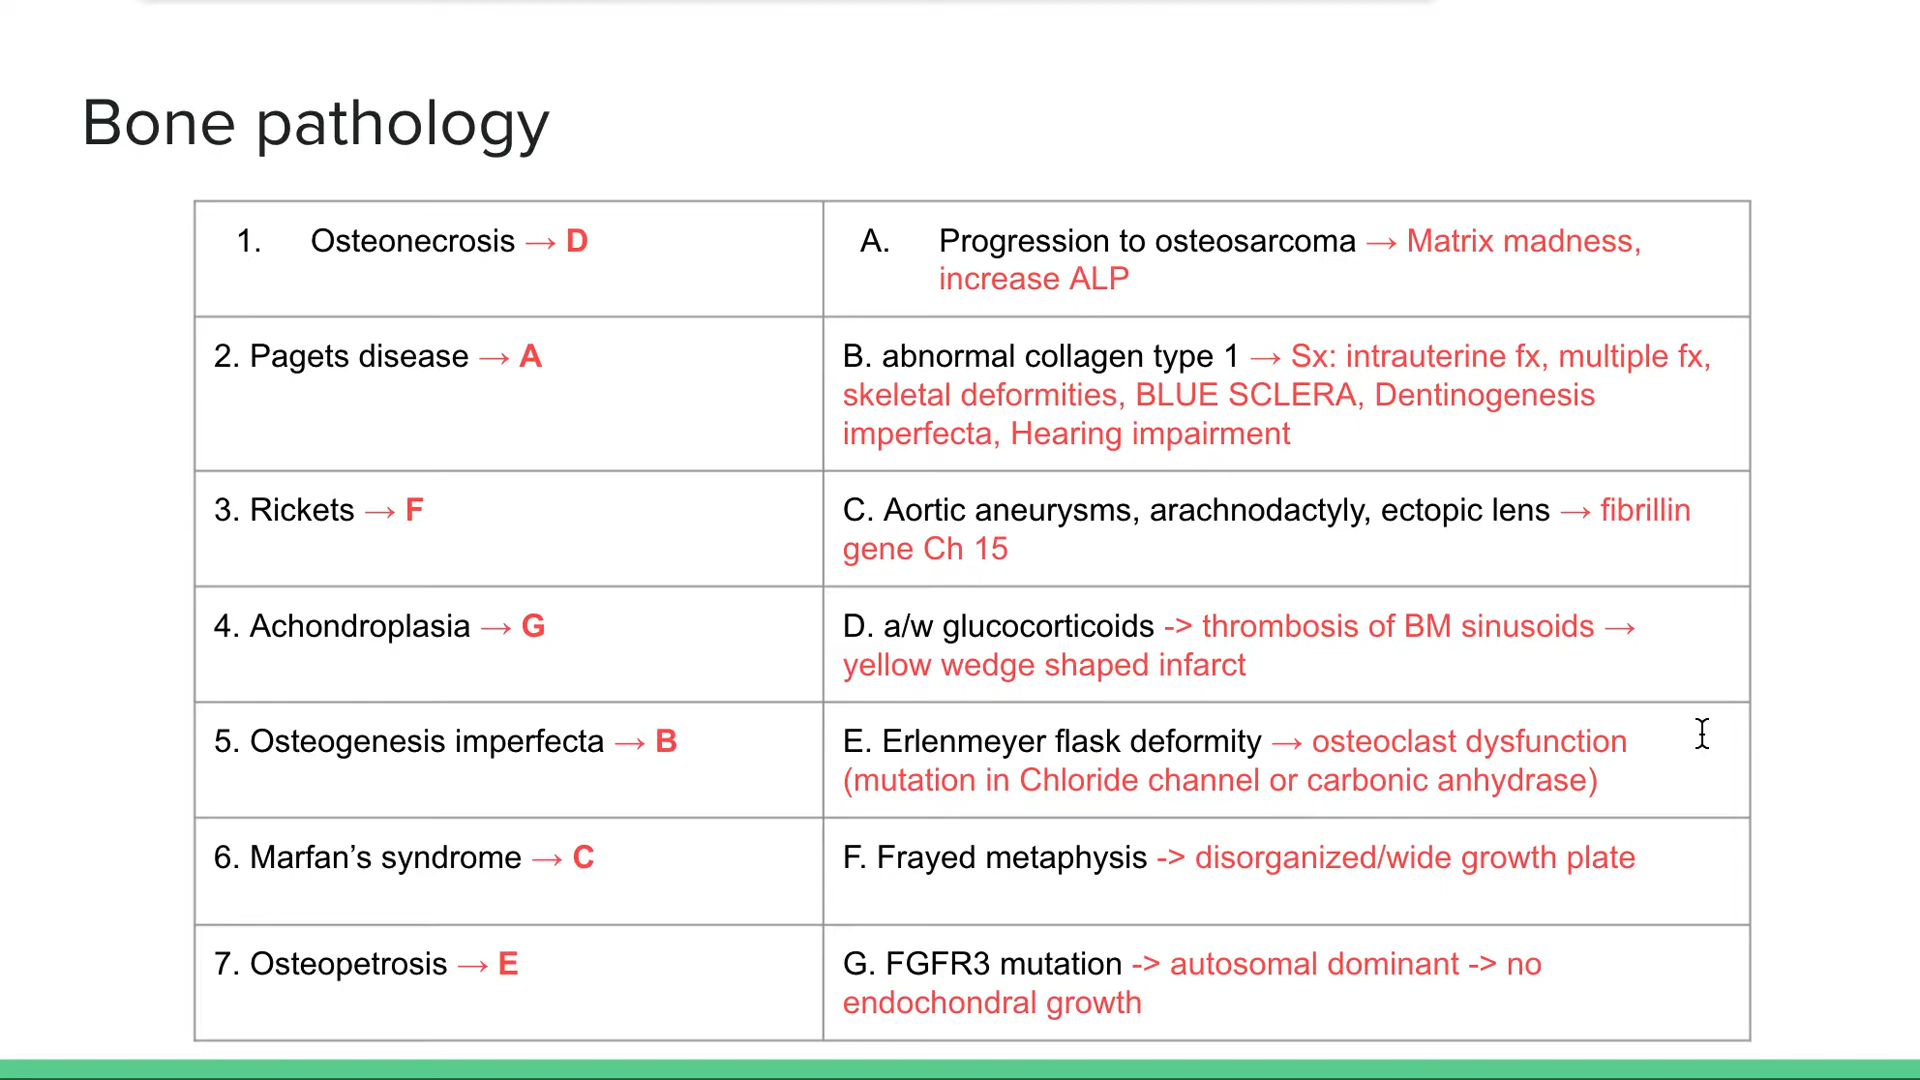 Bone pathology
1. Osteonecrosis → D
A. Progression to osteosarcoma → Matrix madness,
increase ALP
2. Pagets disease → A
B. abnormal collagen type 1 → Sx: intrauterine fx, multiple fx,
skeletal deformities, BLUE SCLERA, Dentinogenesis
imperfecta, Hearing impairment
3. Rickets → F
C. Aortic aneurysms, arachnodactyly, ectopic lens → fibrillin
gene Ch 15
4. Achondroplasia → G
D. a/w glucocorticoids -> thrombosis of BM sinusoids →
yellow wedge shaped infarct
5. Osteogenesis imperfecta → B
E. Erlenmeyer flask deformity → osteoclast dysfunction
(mutation in Chloride channel or carbonic anhydrase)
6. Marfan’s syndrome → C
F. Frayed metaphysis -> disorganized/wide growth plate
7. Osteopetrosis → E
G. FGFR3 mutation -> autosomal dominant -> no
endochondral growth